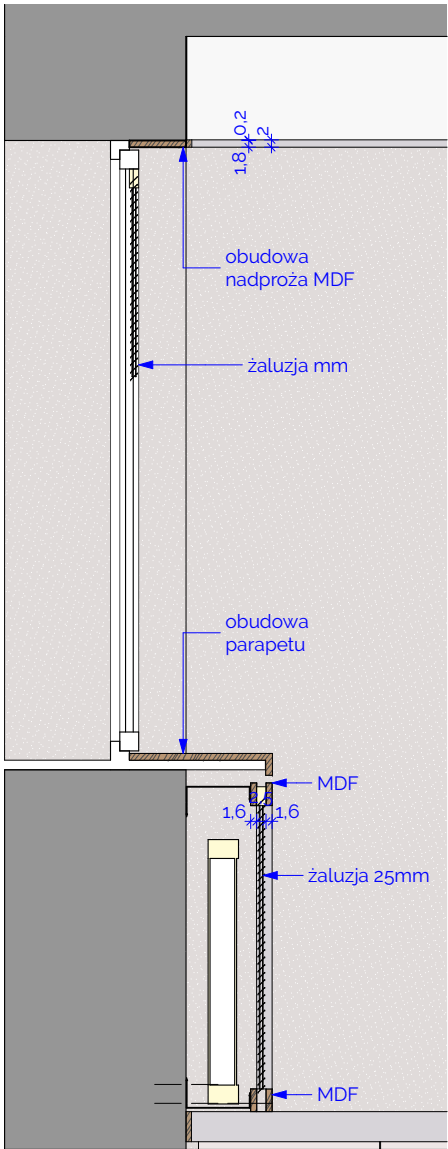 0,2
2
1,8
obudowa
nadproża MDF
żaluzja mm
obudowa
parapetu
MDF
1,6
1,6
żaluzja 25mm
MDF